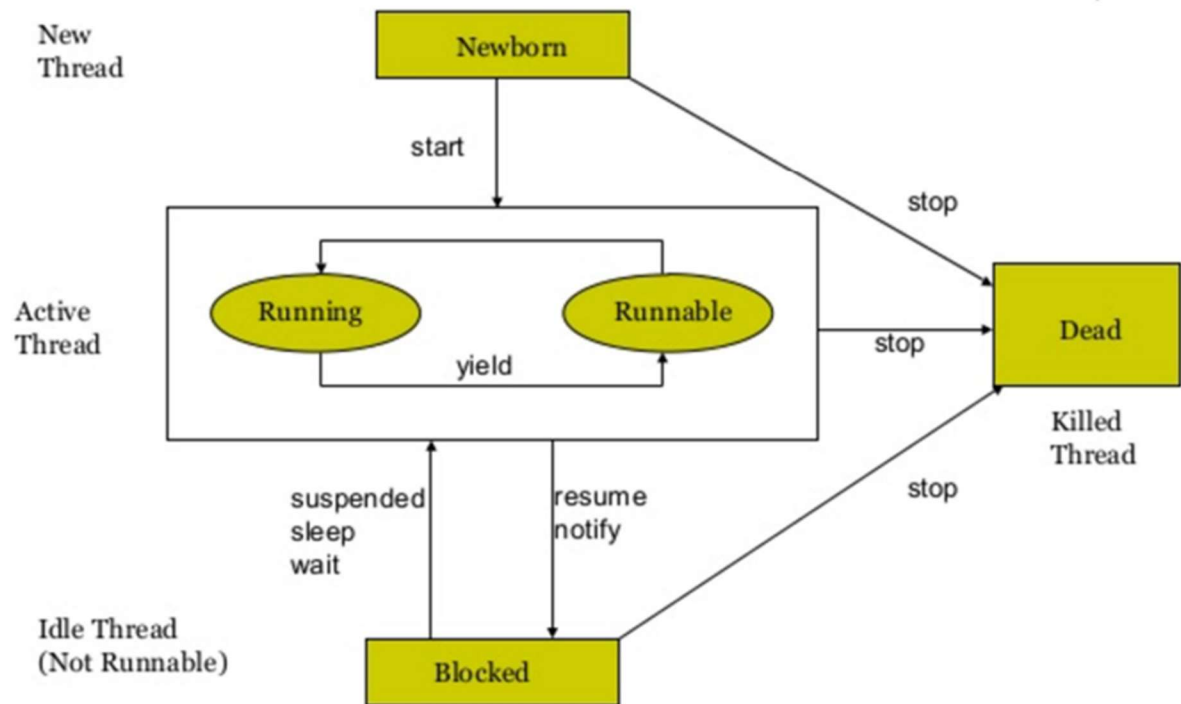 New
Thread
Newborn
start
stop
Active
Thread
Running
Runnable
yield
stop
Dead
Killed
Thread
suspended
sleep
wait
resume
notify
stop
Idle Thread
(Not Runnable)
Blocked